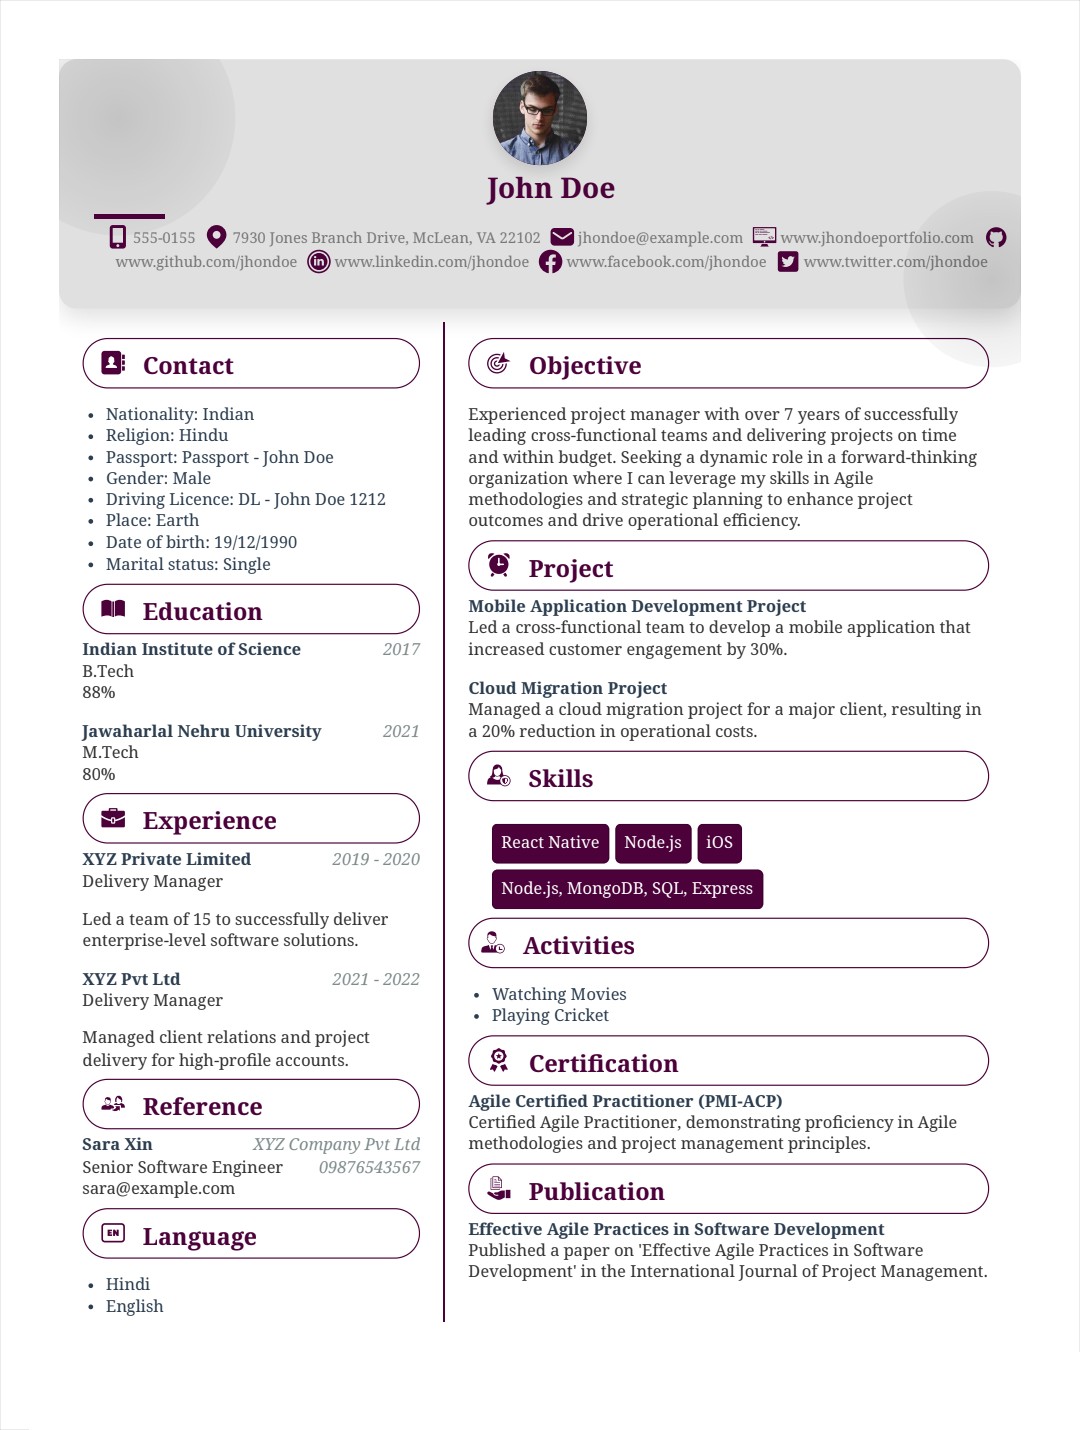 John Doe
555-0155 7930 Jones Branch Drive, McLean, VA 22102 jhondoe@example.com www.jhondoeportfolio.com
www.github.com/jhondoe www.linkedin.com/jhondoe www.facebook.com/jhondoe www.twitter.com/jhondoe
Contact
• Nationality: Indian
• Religion: Hindu
• Passport: Passport - John Doe
• Gender: Male
• Driving Licence: DL - John Doe 1212
• Place: Earth
• Date of birth: 19/12/1990
• Marital status: Single
Education
Indian Institute of Science 2017
B.Tech
88%
Jawaharlal Nehru University 2021
M.Tech
80%
Experience
XYZ Private Limited 2019 - 2020
Delivery Manager
Led a team of 15 to successfully deliver
enterprise-level software solutions.
XYZ Pvt Ltd 2021 - 2022
Delivery Manager
Managed client relations and project
delivery for high-profile accounts.
Reference
Sara Xin XYZ Company Pvt Ltd
Senior Software Engineer 09876543567
sara@example.com
EN Language
• Hindi
• English
Objective
Experienced project manager with over 7 years of successfully
leading cross-functional teams and delivering projects on time
and within budget. Seeking a dynamic role in a forward-thinking
organization where I can leverage my skills in Agile
methodologies and strategic planning to enhance project
outcomes and drive operational efficiency.
Project
Mobile Application Development Project
Led a cross-functional team to develop a mobile application that
increased customer engagement by 30%.
Cloud Migration Project
Managed a cloud migration project for a major client, resulting in
a 20% reduction in operational costs.
Skills
React Native Node.js iOS
Node.js, MongoDB, SQL, Express
Activities
• Watching Movies
• Playing Cricket
Certification
Agile Certified Practitioner (PMI-ACP)
Certified Agile Practitioner, demonstrating proficiency in Agile
methodologies and project management principles.
Publication
Effective Agile Practices in Software Development
Published a paper on 'Effective Agile Practices in Software
Development' in the International Journal of Project Management.